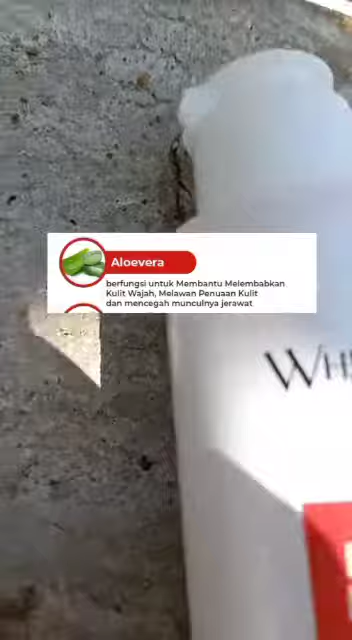 Aloevera
berfungsi untuk Membantu Melembabkan
Kulit Wajah, Melawan Penuaan Kulit
dan mencegah munculnya jerawat